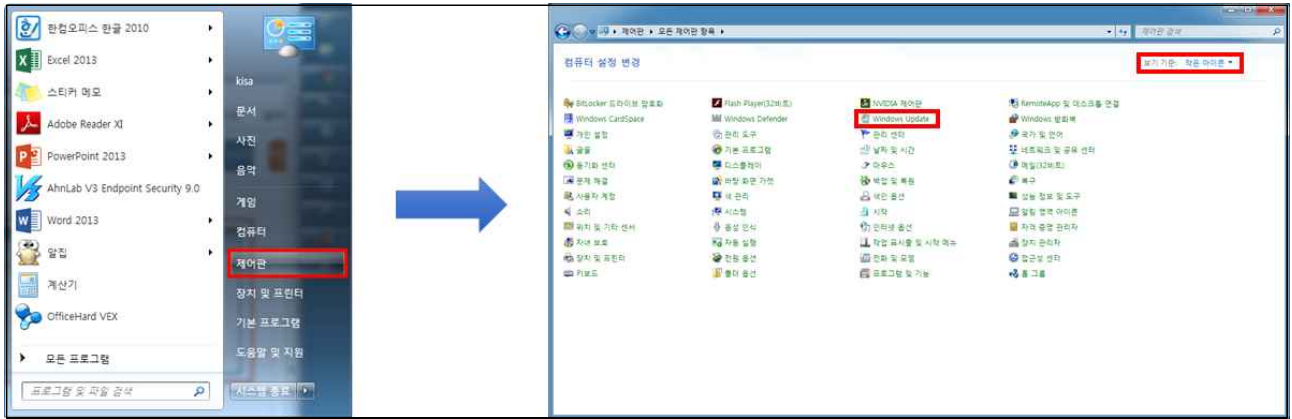 한컴오피스 한글 2010
Excel 2013
스티커 메모
Adobe Reader XI
PowerPoint 2013
AhnLab V3 Endpoint Security 9.0
Word 2013
알집
계산기
OfficeHard VEX
모든 프로그램
프로그램 및 파일 검색
kisa
문서
사진
음악
게임
컴퓨터
제어판
장치 및 프린터
기본 프로그램
도움말 및 지원
시스템 종료
제어판 모든 제어판 항목
제어판 검색
컴퓨터 설정 변경
보기 기준: 작은 아이콘
BitLocker 드라이브 암호화 Flash Player(32비트) NVIDIA 제어판 RemoteApp 및 데스크톱 연결
Windows CardSpace Windows Defender Windows Update Windows 방화벽
개인 설정 관리 도구 관리 센터 국가 및 언어
글꼴 기본 프로그램 날짜 및 시간 네트워크 및 공유 센터
동기화 센터 디스플레이 마우스 메일(32비트)
문제 해결 바탕 화면 가젯 백업 및 복원 복구
사용자 계정 색 관리 색인 옵션 성능 정보 및 도구
소리 시스템 시작 알림 영역 아이콘
위치 및 기타 센서 음성 인식 인터넷 옵션 자격 증명 관리자
자녀 보호 자동 실행 작업 표시줄 및 시작 메뉴 장치 관리자
장치 및 프린터 전원 옵션 전화 및 모뎀 접근성 센터
키보드 폴더 옵션 프로그램 및 기능 홈 그룹